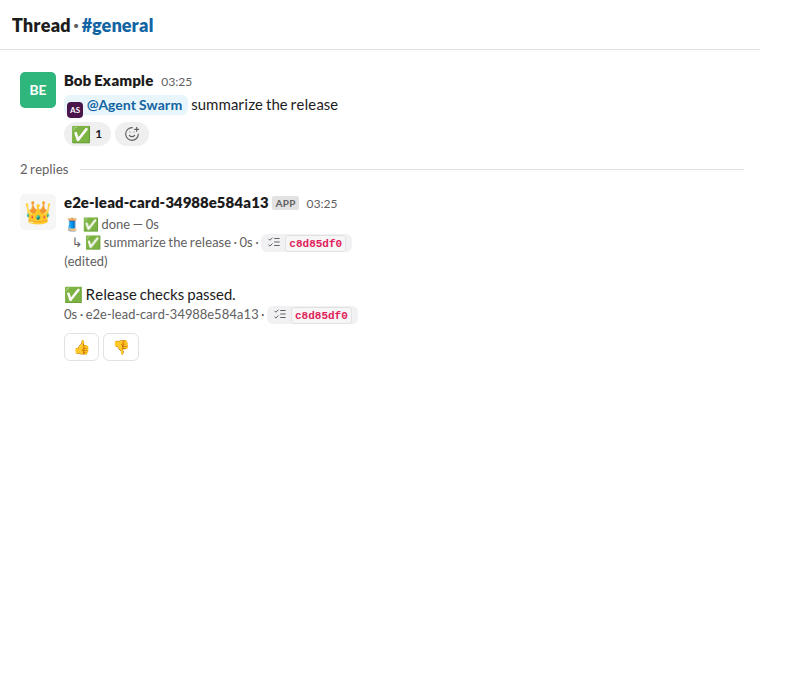 Thread • #general
BE
Bob Example 03:25
AS @Agent Swarm summarize the release
✅ 1
2 replies
e2e-lead-card-34988e584a13 APP 03:25
🧵 ✅ done — 0s
↳ ✅ summarize the release · 0s · c8d85df0
(edited)
✅ Release checks passed.
0s · e2e-lead-card-34988e584a13 · c8d85df0
👍 👎